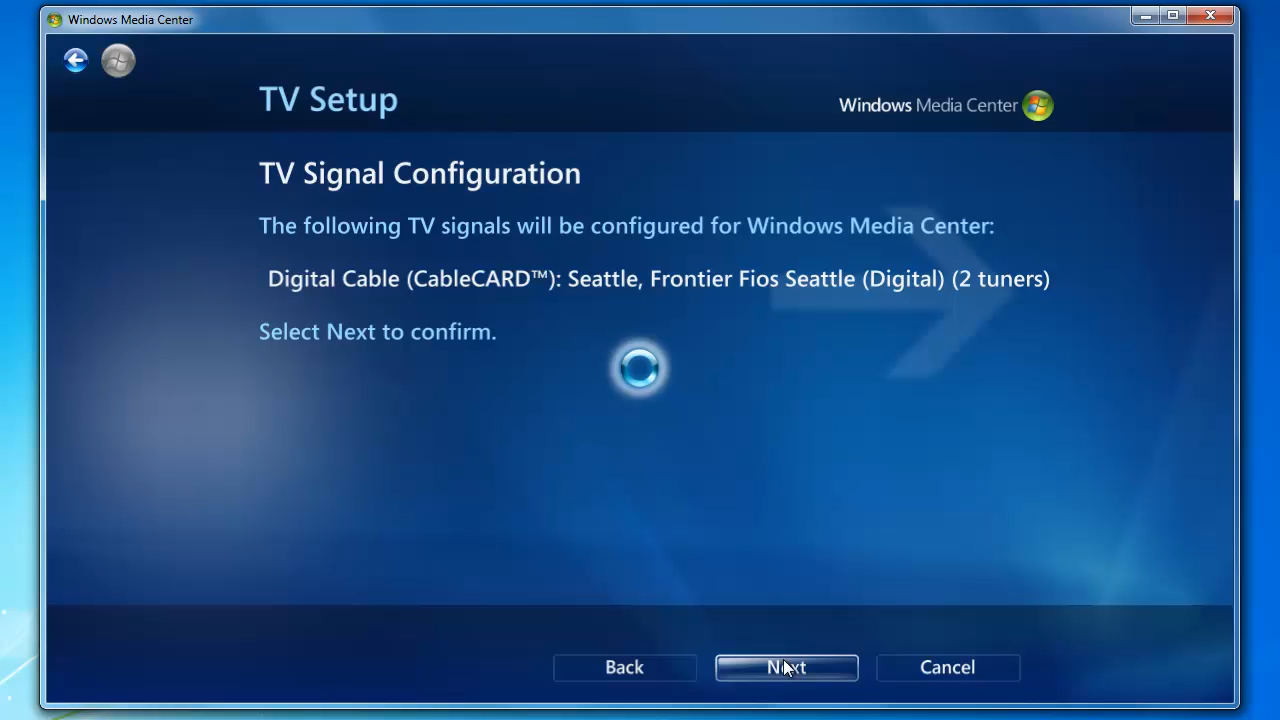 Windows Media Center
TV Setup
Windows Media Center
TV Signal Configuration
The following TV signals will be configured for Windows Media Center:
Digital Cable (CableCARD™): Seattle, Frontier Fios Seattle (Digital) (2 tuners)
Select Next to confirm.
Back Next Cancel